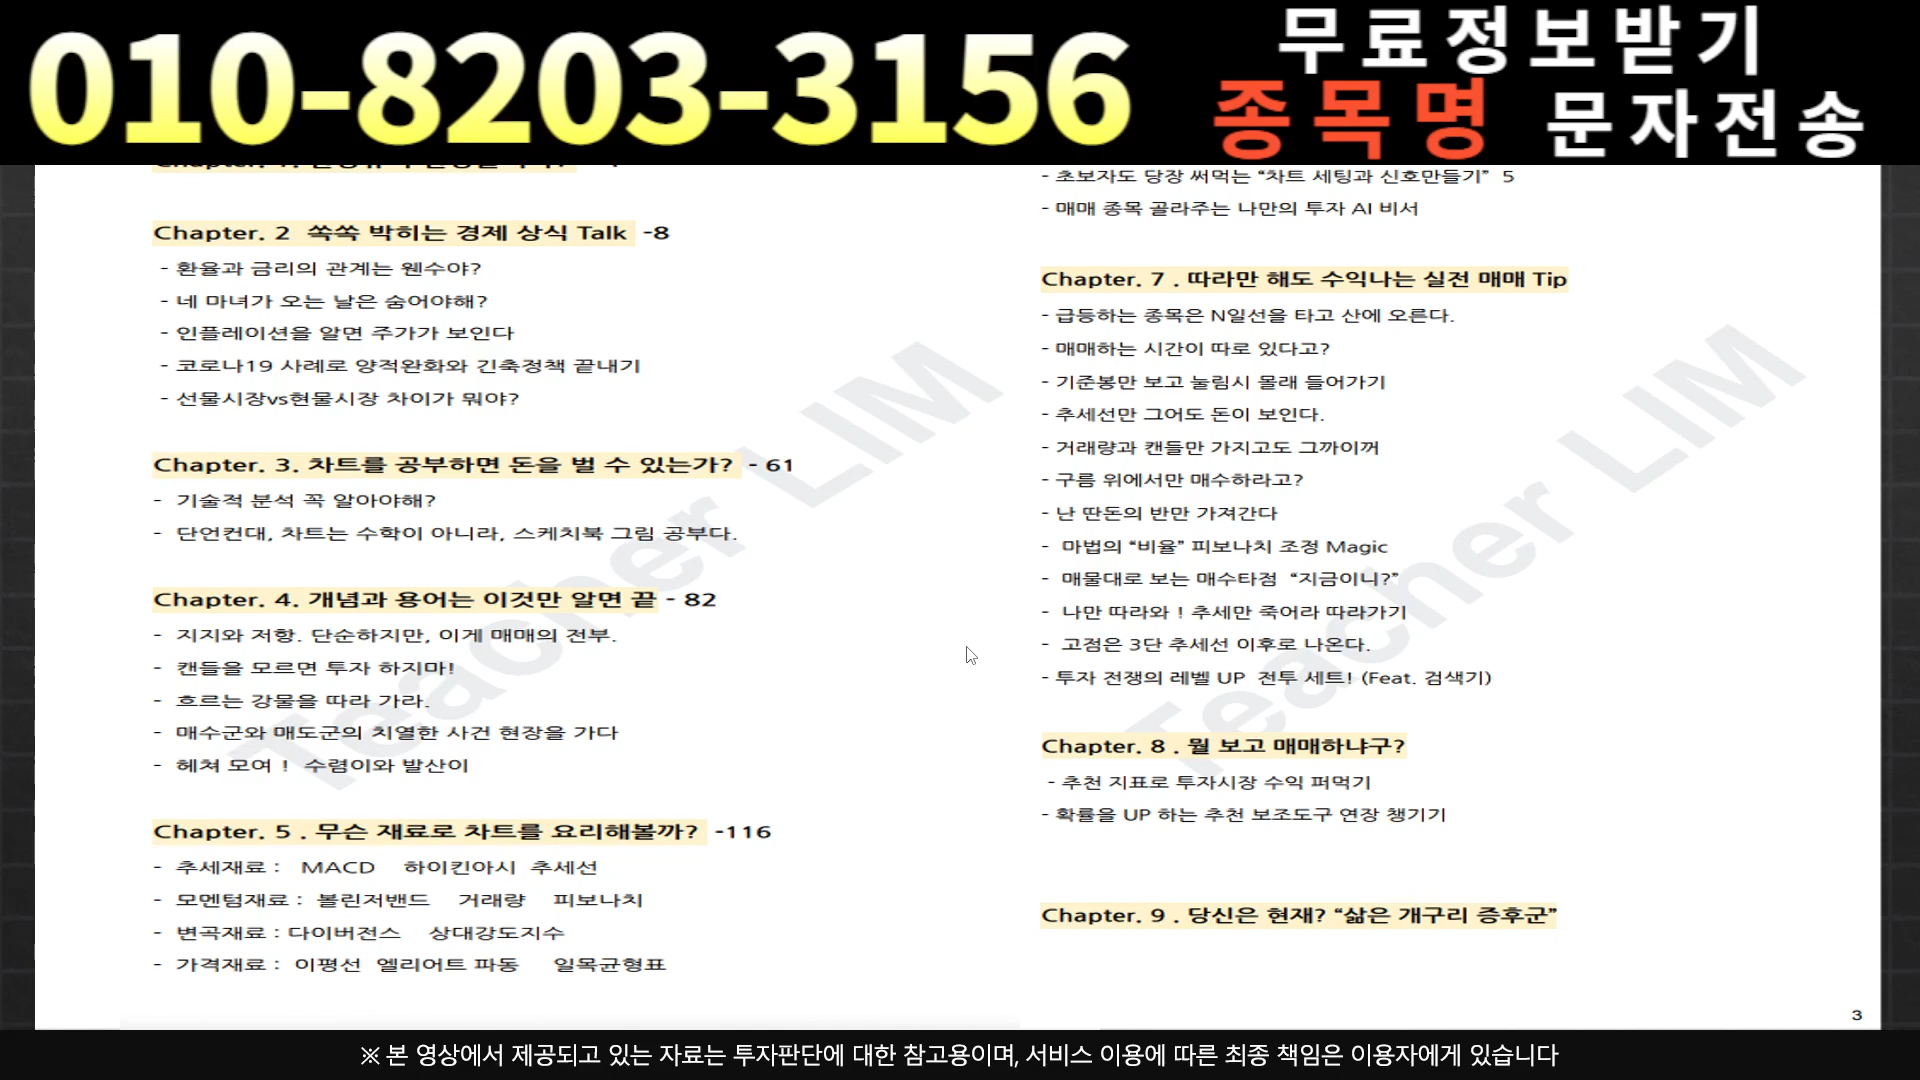 010-8203-3156
무료정보받기
종목명 문자전송
Chapter. 2 쏙쏙 박히는 경제 상식 Talk -8
- 환율과 금리의 관계는 웬수야?
- 네 마녀가 오는 날은 숨어야해?
- 인플레이션을 알면 주가가 보인다
- 코로나19 사례로 양적완화와 긴축정책 끝내기
- 선물시장vs현물시장 차이가 뭐야?
Chapter. 3. 차트를 공부하면 돈을 벌 수 있는가? - 61
- 기술적 분석 꼭 알아야해?
- 단언컨대, 차트는 수학이 아니라, 스케치북 그림 공부다.
Chapter. 4. 개념과 용어는 이것만 알면 끝 - 82
- 지지와 저항. 단순하지만, 이게 매매의 전부.
- 캔들을 모르면 투자 하지마!
- 흐르는 강물을 따라 가라.
- 매수군와 매도군의 치열한 사건 현장을 가다
- 헤쳐 모여 ! 수렴이와 발산이
Chapter. 5 . 무슨 재료로 차트를 요리해볼까? -116
- 추세재료 : MACD 하이킨아시 추세선
- 모멘텀재료 : 볼린저밴드 거래량 피보나치
- 변곡재료 : 다이버전스 상대강도지수
- 가격재료 : 이평선 엘리어트 파동 일목균형표
- 초보자도 당장 써먹는 “차트 세팅과 신호만들기” 5
- 매매 종목 골라주는 나만의 투자 AI 비서
Chapter. 7 . 따라만 해도 수익나는 실전 매매 Tip
- 급등하는 종목은 N일선을 타고 산에 오른다.
- 매매하는 시간이 따로 있다고?
- 기준봉만 보고 눌림시 몰래 들어가기
- 추세선만 그어도 돈이 보인다.
- 거래량과 캔들만 가지고도 그까이꺼
- 구름 위에서만 매수하라고?
- 난 딴돈의 반만 가져간다
- 마법의 “비율” 피보나치 조정 Magic
- 매물대로 보는 매수타점 “지금이니?”
- 나만 따라와 ! 추세만 죽어라 따라가기
- 고점은 3단 추세선 이후로 나온다.
- 투자 전쟁의 레벨 UP 전투 세트! (Feat. 검색기)
Chapter. 8 . 뭘 보고 매매하냐구?
- 추천 지표로 투자시장 수익 퍼먹기
- 확률을 UP 하는 추천 보조도구 연장 챙기기
Chapter. 9 . 당신은 현재? “삶은 개구리 증후군”
Teacher LIM
Teacher LIM
3
※ 본 영상에서 제공되고 있는 자료는 투자판단에 대한 참고용이며, 서비스 이용에 따른 최종 책임은 이용자에게 있습니다